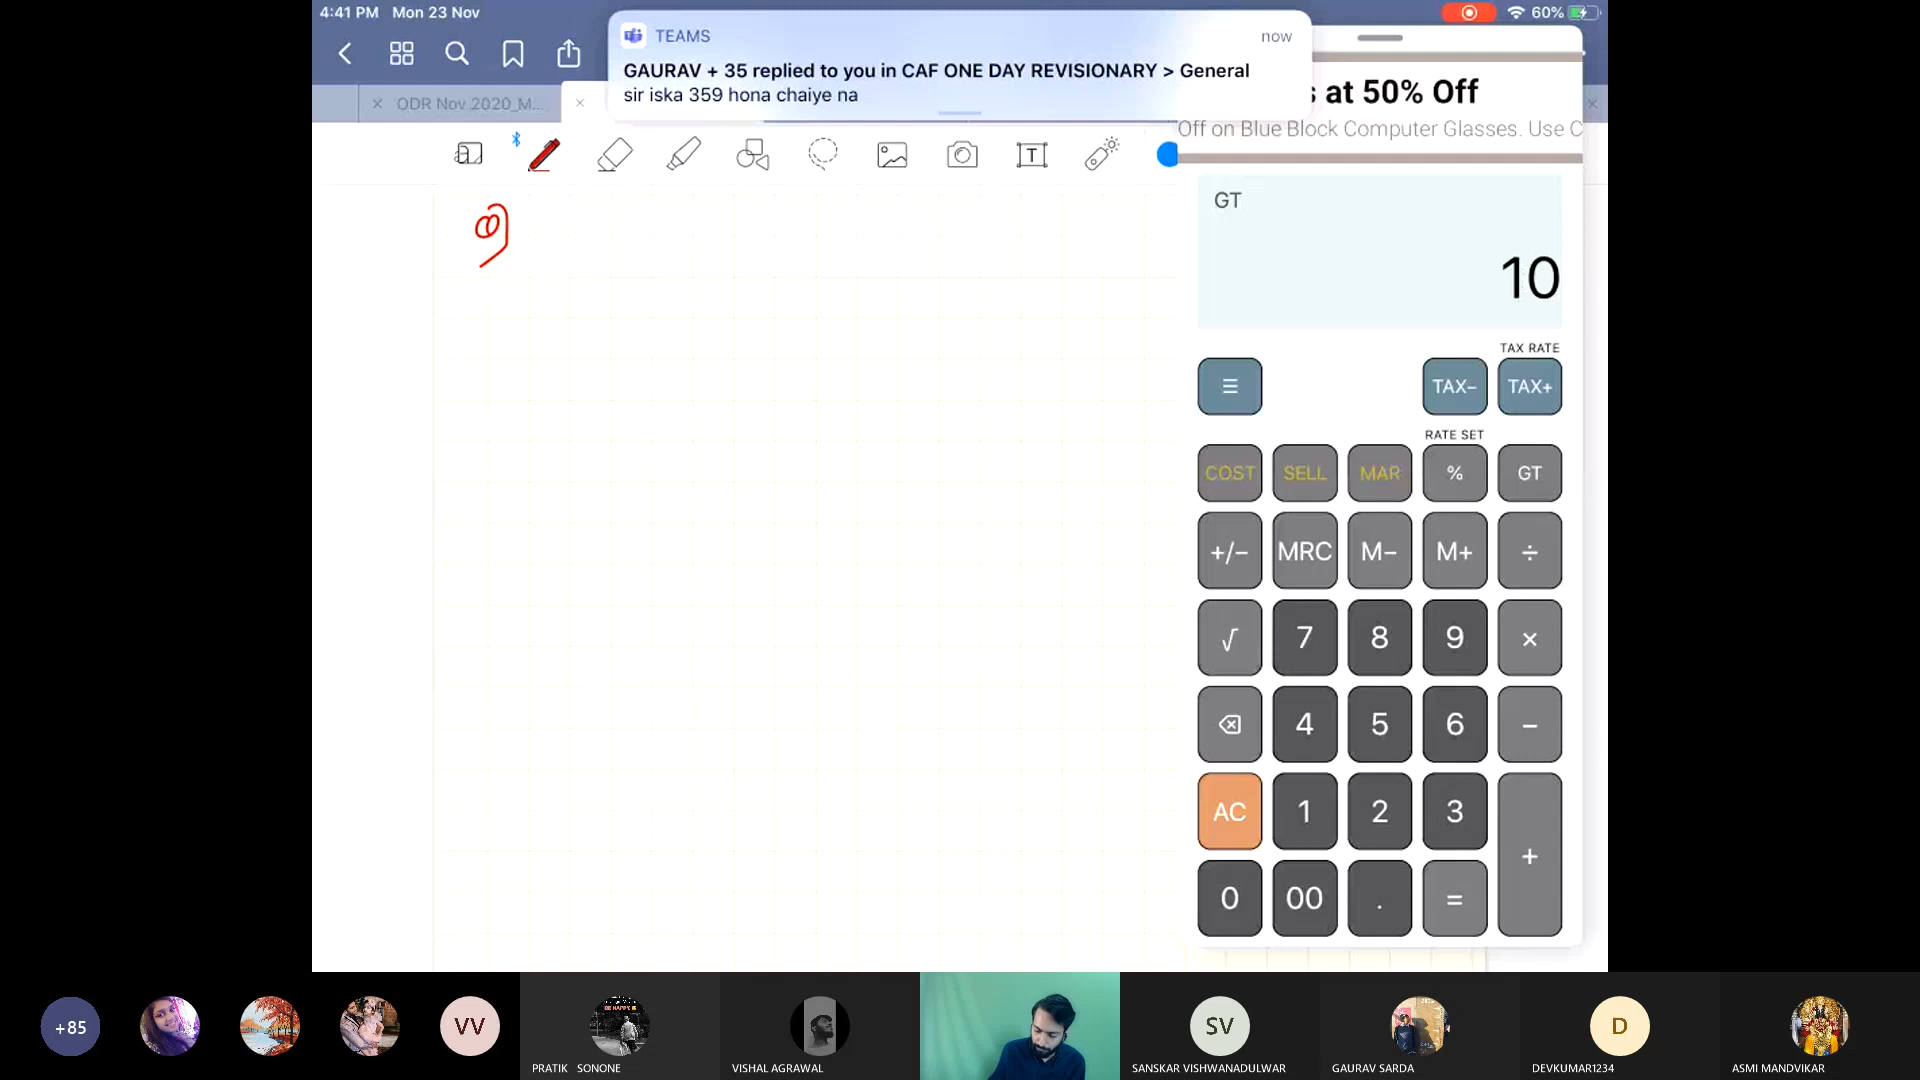 4:41 PM Mon 23 Nov
60%
TEAMS
now
GAURAV + 35 replied to you in CAF ONE DAY REVISIONARY > General
sir iska 359 hona chaiye na
ODR Nov 2020_M...
at 50% Off
Off on Blue Block Computer Glasses. Use C
T
GT
10
TAX RATE
TAX− TAX+
RATE SET
COST SELL MAR % GT
+/− MRC M− M+ ÷
√ 7 8 9 ×
4 5 6 −
AC 1 2 3 +
0 00 . =
+85
VV
PRATIK SONONE
VISHAL AGRAWAL
SV
SANSKAR VISHWANADULWAR
GAURAV SARDA
D
DEVKUMAR1234
ASMI MANDVIKAR